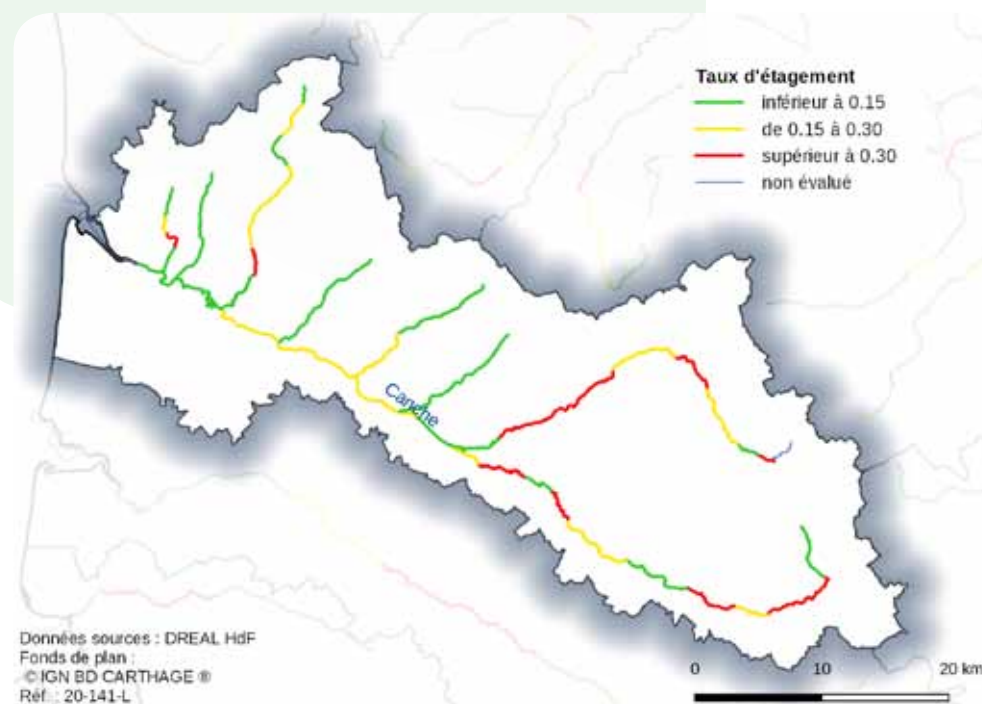 Taux d'étagement
inférieur à 0.15
de 0.15 à 0.30
supérieur à 0.30
non évalué
Canche
Données sources : DREAL HdF
Fonds de plan :
© IGN BD CARTHAGE ®
Réf. : 20-141-L
0 10 20 km